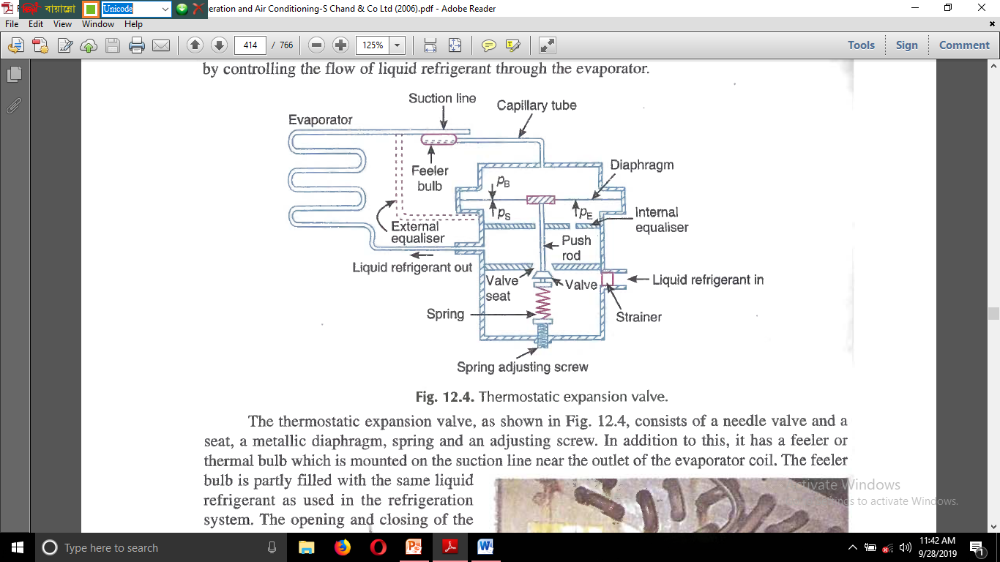 বায়ান্নো Unicode eration and Air Conditioning-S Chand & Co Ltd (2006).pdf - Adobe Reader
File Edit View Window Help
414 / 766 125% Tools Sign Comment
by controlling the flow of liquid refrigerant through the evaporator.
Suction line
Capillary tube
Evaporator
Diaphragm
Feeler
bulb
pB
pS
pE
Internal
equaliser
External
equaliser
Push
rod
Liquid refrigerant out
Valve
seat
Valve
Liquid refrigerant in
Spring
Strainer
Spring adjusting screw
Fig. 12.4. Thermostatic expansion valve.
The thermostatic expansion valve, as shown in Fig. 12.4, consists of a needle valve and a
seat, a metallic diaphragm, spring and an adjusting screw. In addition to this, it has a feeler or
thermal bulb which is mounted on the suction line near the outlet of the evaporator coil. The feeler
bulb is partly filled with the same liquid
refrigerant as used in the refrigeration
system. The opening and closing of the
Windows
to activate Windows.
Type here to search
11:42 AM
9/28/2019
1